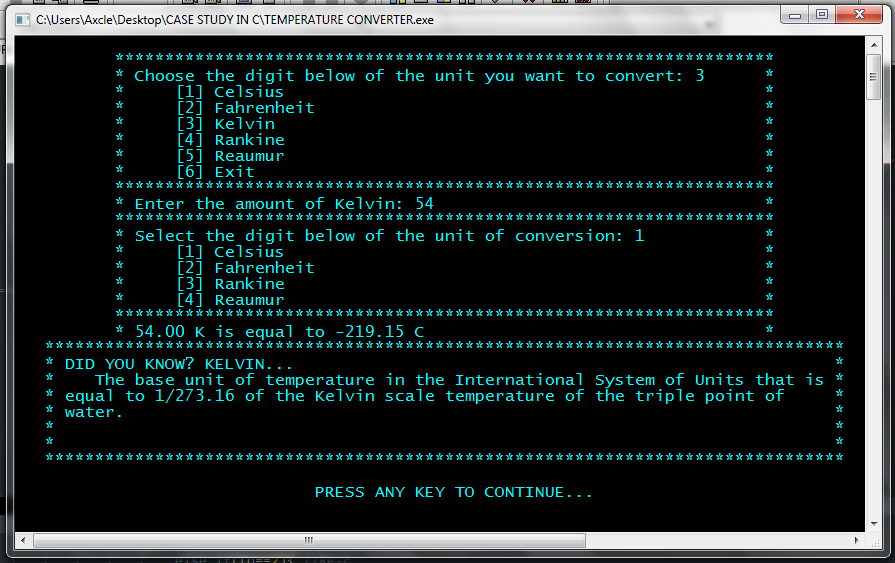 C:\Users\Axcle\Desktop\CASE STUDY IN C\TEMPERATURE CONVERTER.exe
******************************************************************
* Choose the digit below of the unit you want to convert: 3 *
* [1] Celsius *
* [2] Fahrenheit *
* [3] Kelvin *
* [4] Rankine *
* [5] Reaumur *
* [6] Exit *
******************************************************************
* Enter the amount of Kelvin: 54 *
******************************************************************
* Select the digit below of the unit of conversion: 1 *
* [1] Celsius *
* [2] Fahrenheit *
* [3] Rankine *
* [4] Reaumur *
******************************************************************
* 54.00 K is equal to -219.15 C *
********************************************************************************
* DID YOU KNOW? KELVIN... *
* The base unit of temperature in the International System of Units that is *
* equal to 1/273.16 of the Kelvin scale temperature of the triple point of *
* water. *
* *
* *
********************************************************************************
PRESS ANY KEY TO CONTINUE...